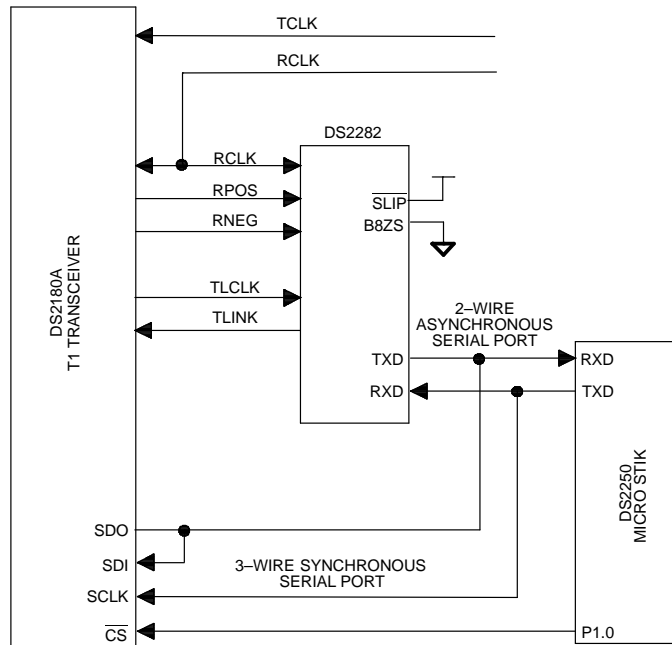 TCLK
RCLK
DS2282
RCLK
RPOS
RNEG
SLIP
B8ZS
DS2180A
T1 TRANSCEIVER
TLCLK
TLINK
2–WIRE
ASYNCHRONOUS
SERIAL PORT
TXD
RXD
RXD
TXD
DS2250
MICRO STIK
SDO
SDI
3–WIRE SYNCHRONOUS
SERIAL PORT
SCLK
CS
P1.0